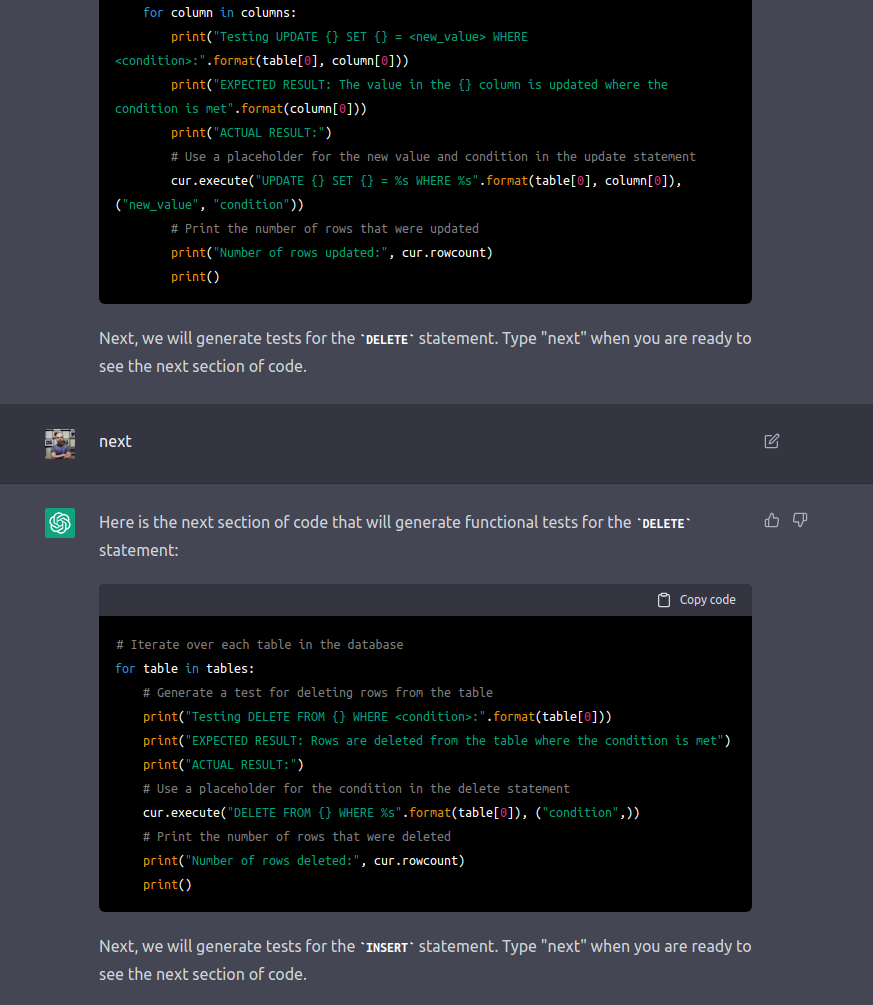 for column in columns:
        print("Testing UPDATE {} SET {} = <new_value> WHERE
<condition>:".format(table[0], column[0]))
        print("EXPECTED RESULT: The value in the {} column is updated where the
condition is met".format(column[0]))
        print("ACTUAL RESULT:")
        # Use a placeholder for the new value and condition in the update statement
        cur.execute("UPDATE {} SET {} = %s WHERE %s".format(table[0], column[0]),
("new_value", "condition"))
        # Print the number of rows that were updated
        print("Number of rows updated:", cur.rowcount)
        print()
Next, we will generate tests for the `DELETE` statement. Type "next" when you are ready to
see the next section of code.
next
Here is the next section of code that will generate functional tests for the `DELETE`
statement:
Copy code
# Iterate over each table in the database
for table in tables:
    # Generate a test for deleting rows from the table
    print("Testing DELETE FROM {} WHERE <condition>:".format(table[0]))
    print("EXPECTED RESULT: Rows are deleted from the table where the condition is met")
    print("ACTUAL RESULT:")
    # Use a placeholder for the condition in the delete statement
    cur.execute("DELETE FROM {} WHERE %s".format(table[0]), ("condition",))
    # Print the number of rows that were deleted
    print("Number of rows deleted:", cur.rowcount)
    print()
Next, we will generate tests for the `INSERT` statement. Type "next" when you are ready to
see the next section of code.